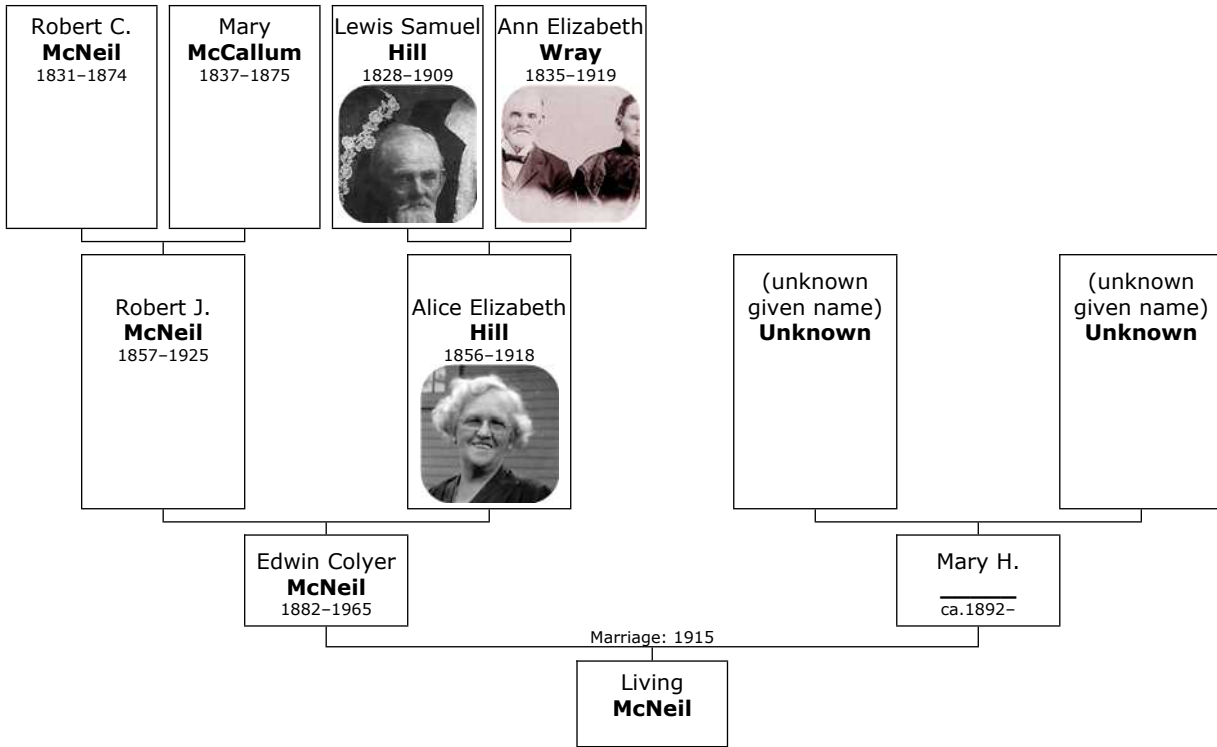 Robert C.
McNeil
1831–1874
Mary
McCallum
1837–1875
Lewis Samuel
Hill
1828–1909
Ann Elizabeth
Wray
1835–1919
Robert J.
McNeil
1857–1925
Alice Elizabeth
Hill
1856–1918
(unknown
given name)
Unknown
(unknown
given name)
Unknown
Edwin Colyer
McNeil
1882–1965
Mary H.
______
ca.1892–
Marriage: 1915
Living
McNeil